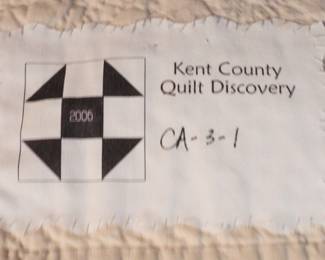 2006
Kent County
Quilt Discovery
CA-3-1